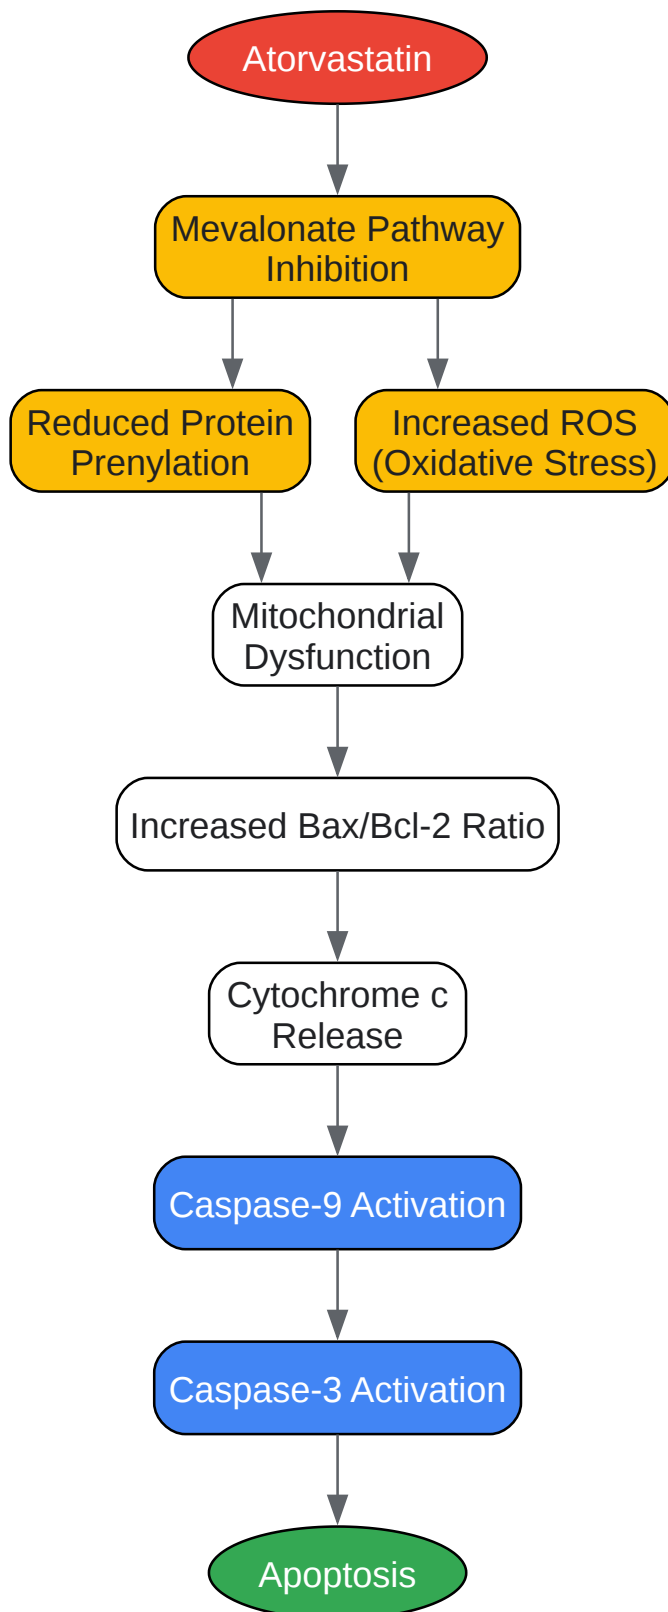 Atorvastatin
Mevalonate Pathway
Inhibition
Reduced Protein
Prenylation
Increased ROS
(Oxidative Stress)
Mitochondrial
Dysfunction
Increased Bax/Bcl-2 Ratio
Cytochrome c
Release
Caspase-9 Activation
Caspase-3 Activation
Apoptosis